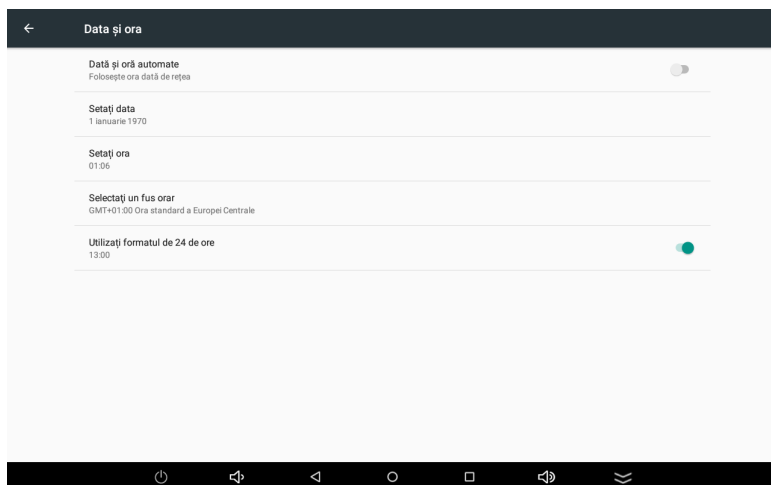 Data și ora
Dată și oră automate
Folosește ora dată de rețea
Setați data
1 ianuarie 1970
Setați ora
01:06
Selectaţi un fus orar
GMT+01:00 Ora standard a Europei Centrale
Utilizați formatul de 24 de ore
13:00